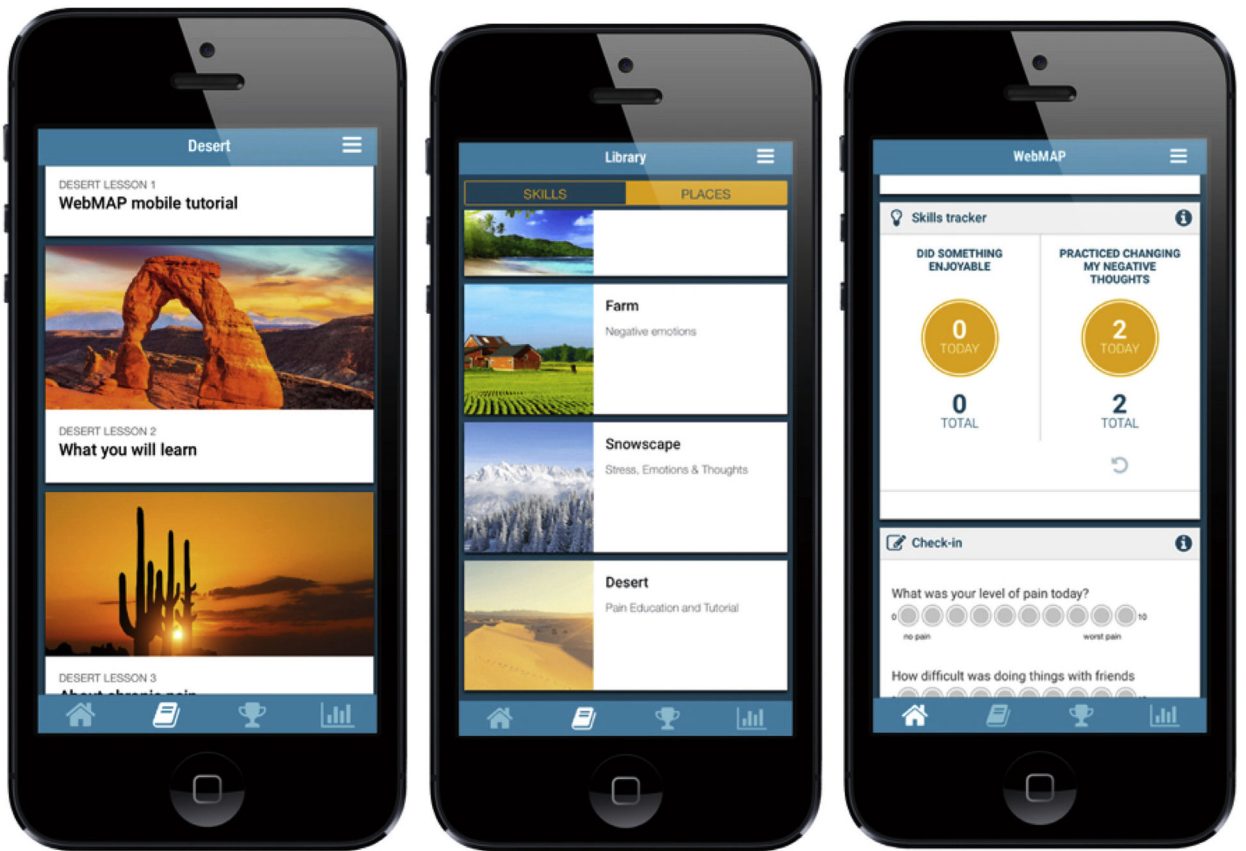 Desert
DESERT LESSON 1
WebMAP mobile tutorial
DESERT LESSON 2
What you will learn
DESERT LESSON 3
About chronic pain
Library
SKILLS
PLACES
Farm
Negative emotions
Snowscape
Stress, Emotions & Thoughts
Desert
Pain Education and Tutorial
WebMAP
Skills tracker
DID SOMETHING
ENJOYABLE
0
TODAY
0
TOTAL
PRACTICED CHANGING
MY NEGATIVE
THOUGHTS
2
TODAY
2
TOTAL
Check-in
What was your level of pain today?
0 10
no pain worst pain
How difficult was doing things with friends